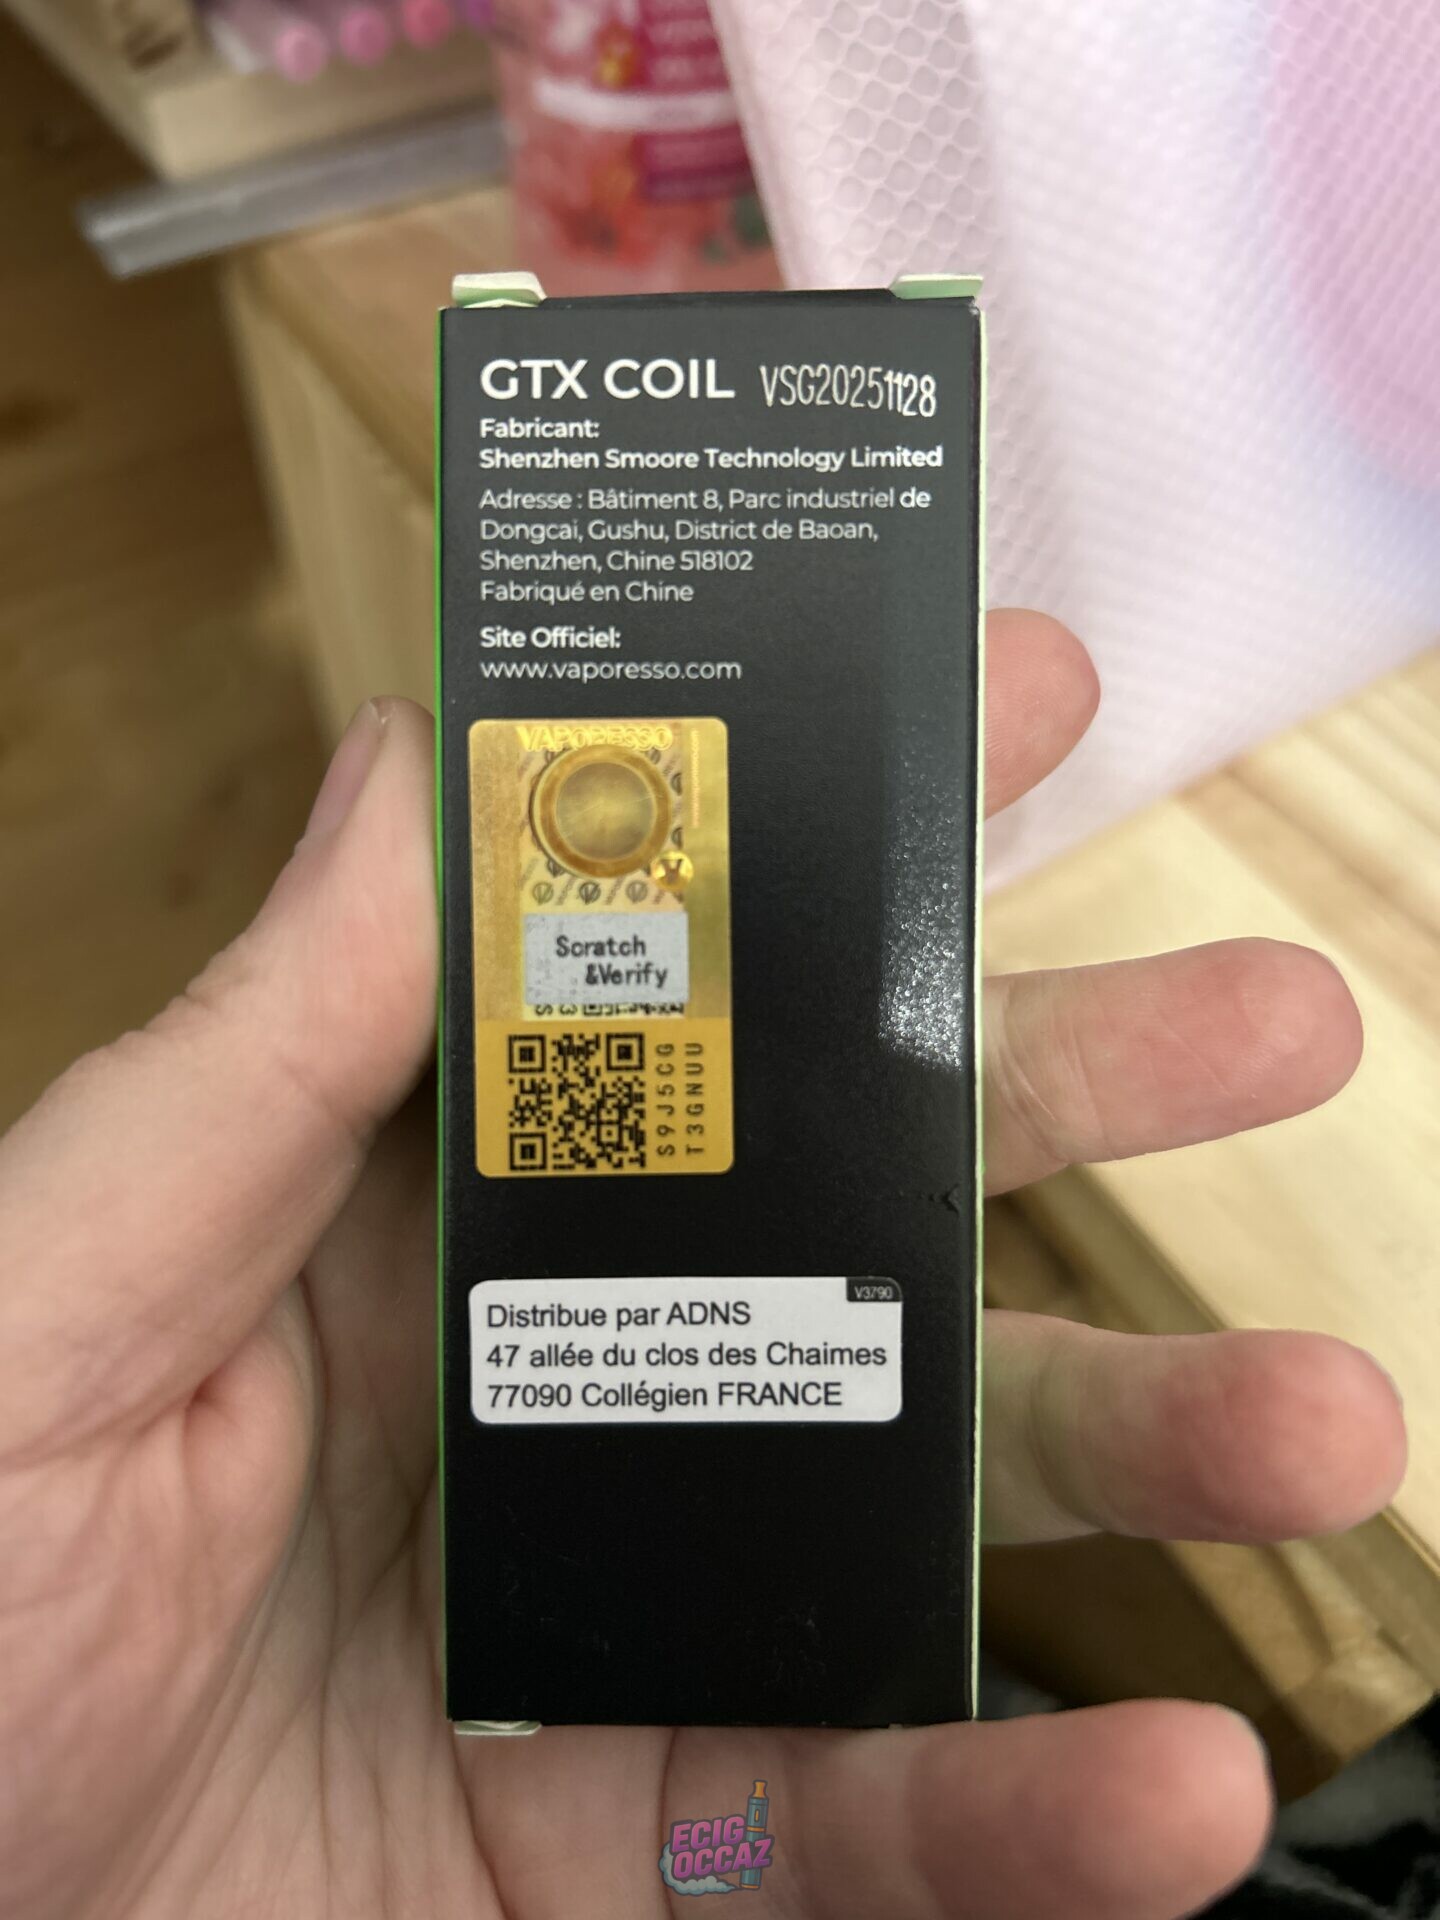 GTX COIL VSG20251128
Fabricant:
Shenzhen Smoore Technology Limited
Adresse : Bâtiment 8, Parc industriel de
Dongcai, Gushu, District de Baoan,
Shenzhen, Chine 518102
Fabriqué en Chine
Site Officiel:
www.vaporesso.com
VAPORESSO
Scratch
&Verify
S9J5CG
T3GNUU
V3790
Distribue par ADNS
47 allée du clos des Chaimes
77090 Collégien FRANCE
ECIG
OCCAZ